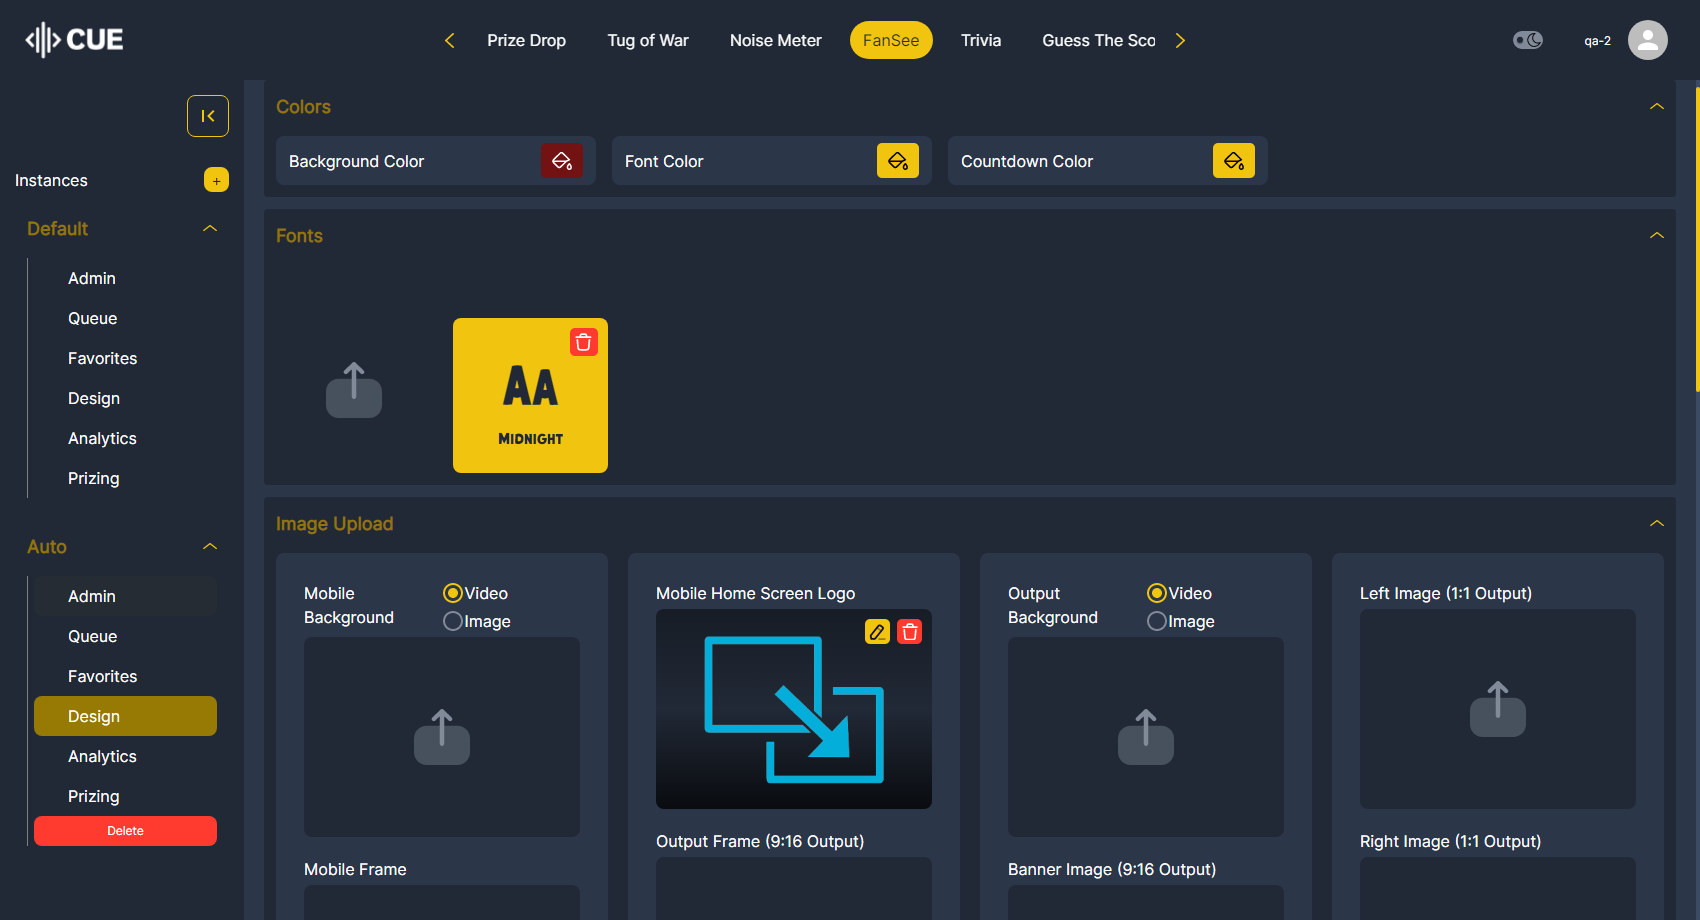 CUE
Prize Drop
Tug of War
Noise Meter
FanSee
Trivia
Guess The Sco
qa-2
Instances
+
Default
Admin
Queue
Favorites
Design
Analytics
Prizing
Auto
Admin
Queue
Favorites
Design
Analytics
Prizing
Delete
Colors
Background Color
Font Color
Countdown Color
Fonts
AA
MIDNIGHT
Image Upload
Mobile
Background
Video
Image
Mobile Frame
Mobile Home Screen Logo
Output Frame (9:16 Output)
Output
Background
Video
Image
Banner Image (9:16 Output)
Left Image (1:1 Output)
Right Image (1:1 Output)